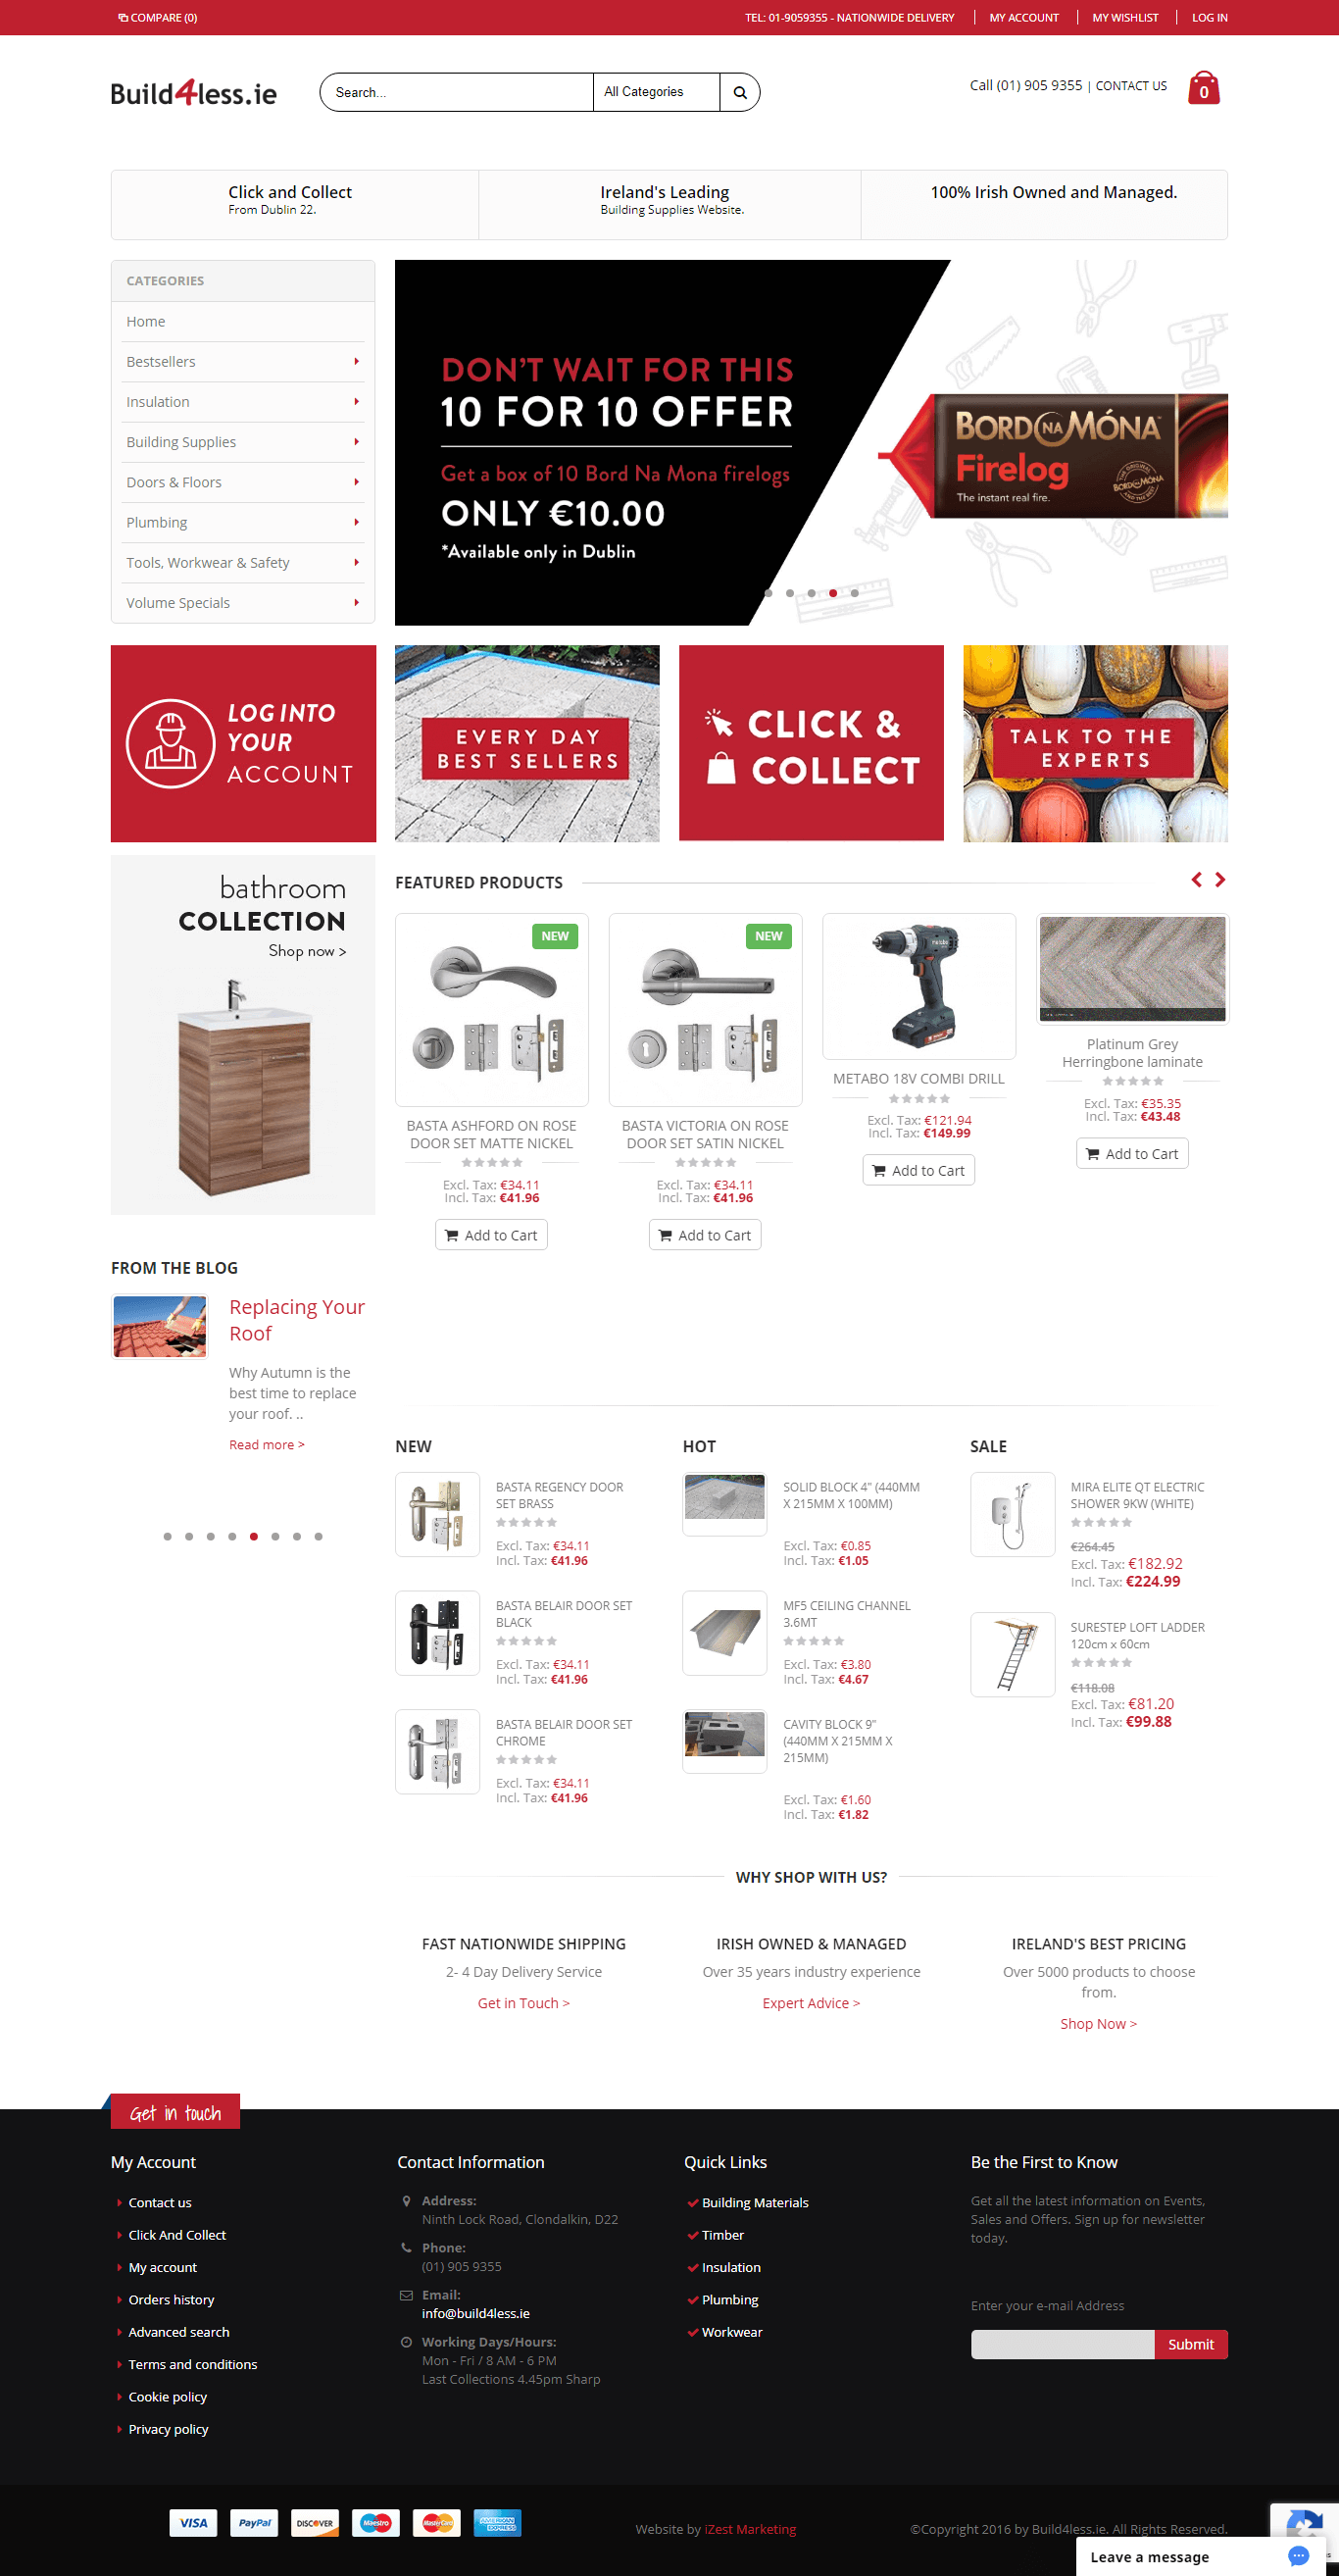 COMPARE (0)
TEL: 01-9059355 - NATIONWIDE DELIVERY
MY ACCOUNT
MY WISHLIST
LOG IN
Build4less.ie
Search...
All Categories
Call (01) 905 9355 | CONTACT US
0
Click and Collect
From Dublin 22.
Ireland's Leading
Building Supplies Website.
100% Irish Owned and Managed.
CATEGORIES
Home
Bestsellers
Insulation
Building Supplies
Doors & Floors
Plumbing
Tools, Workwear & Safety
Volume Specials
DON'T WAIT FOR THIS
10 FOR 10 OFFER
Get a box of 10 Bord Na Mona firelogs
ONLY €10.00
*Available only in Dublin
BORD NA MÓNA™
Firelog
The instant real fire.
LOG INTO
YOUR
ACCOUNT
EVERY DAY
BEST SELLERS
CLICK &
COLLECT
TALK TO THE
EXPERTS
bathroom
COLLECTION
Shop now >
FEATURED PRODUCTS
NEW
BASTA ASHFORD ON ROSE
DOOR SET MATTE NICKEL
Excl. Tax: €34.11
Incl. Tax: €41.96
Add to Cart
NEW
BASTA VICTORIA ON ROSE
DOOR SET SATIN NICKEL
Excl. Tax: €34.11
Incl. Tax: €41.96
Add to Cart
METABO 18V COMBI DRILL
Excl. Tax: €121.94
Incl. Tax: €149.99
Add to Cart
Platinum Grey
Herringbone laminate
Excl. Tax: €35.35
Incl. Tax: €43.48
Add to Cart
FROM THE BLOG
Replacing Your
Roof
Why Autumn is the
best time to replace
your roof. ..
Read more >
NEW
BASTA REGENCY DOOR
SET BRASS
Excl. Tax: €34.11
Incl. Tax: €41.96
BASTA BELAIR DOOR SET
BLACK
Excl. Tax: €34.11
Incl. Tax: €41.96
BASTA BELAIR DOOR SET
CHROME
Excl. Tax: €34.11
Incl. Tax: €41.96
HOT
SOLID BLOCK 4" (440MM
X 215MM X 100MM)
Excl. Tax: €0.85
Incl. Tax: €1.05
MF5 CEILING CHANNEL
3.6MT
Excl. Tax: €3.80
Incl. Tax: €4.67
CAVITY BLOCK 9"
(440MM X 215MM X
215MM)
Excl. Tax: €1.60
Incl. Tax: €1.82
SALE
MIRA ELITE QT ELECTRIC
SHOWER 9KW (WHITE)
€264.45
Excl. Tax: €182.92
Incl. Tax: €224.99
SURESTEP LOFT LADDER
120cm x 60cm
€118.08
Excl. Tax: €81.20
Incl. Tax: €99.88
WHY SHOP WITH US?
FAST NATIONWIDE SHIPPING
2- 4 Day Delivery Service
Get in Touch >
IRISH OWNED & MANAGED
Over 35 years industry experience
Expert Advice >
IRELAND'S BEST PRICING
Over 5000 products to choose
from.
Shop Now >
Get in touch
My Account
Contact us
Click And Collect
My account
Orders history
Advanced search
Terms and conditions
Cookie policy
Privacy policy
Contact Information
Address:
Ninth Lock Road, Clondalkin, D22
Phone:
(01) 905 9355
Email:
info@build4less.ie
Working Days/Hours:
Mon - Fri / 8 AM - 6 PM
Last Collections 4.45pm Sharp
Quick Links
Building Materials
Timber
Insulation
Plumbing
Workwear
Be the First to Know
Get all the latest information on Events,
Sales and Offers. Sign up for newsletter
today.
Enter your e-mail Address
Submit
VISA
PayPal
DISCOVER
Maestro
MasterCard
AMERICAN EXPRESS
Website by iZest Marketing
©Copyright 2016 by Build4less.ie. All Rights Reserved.
Leave a message